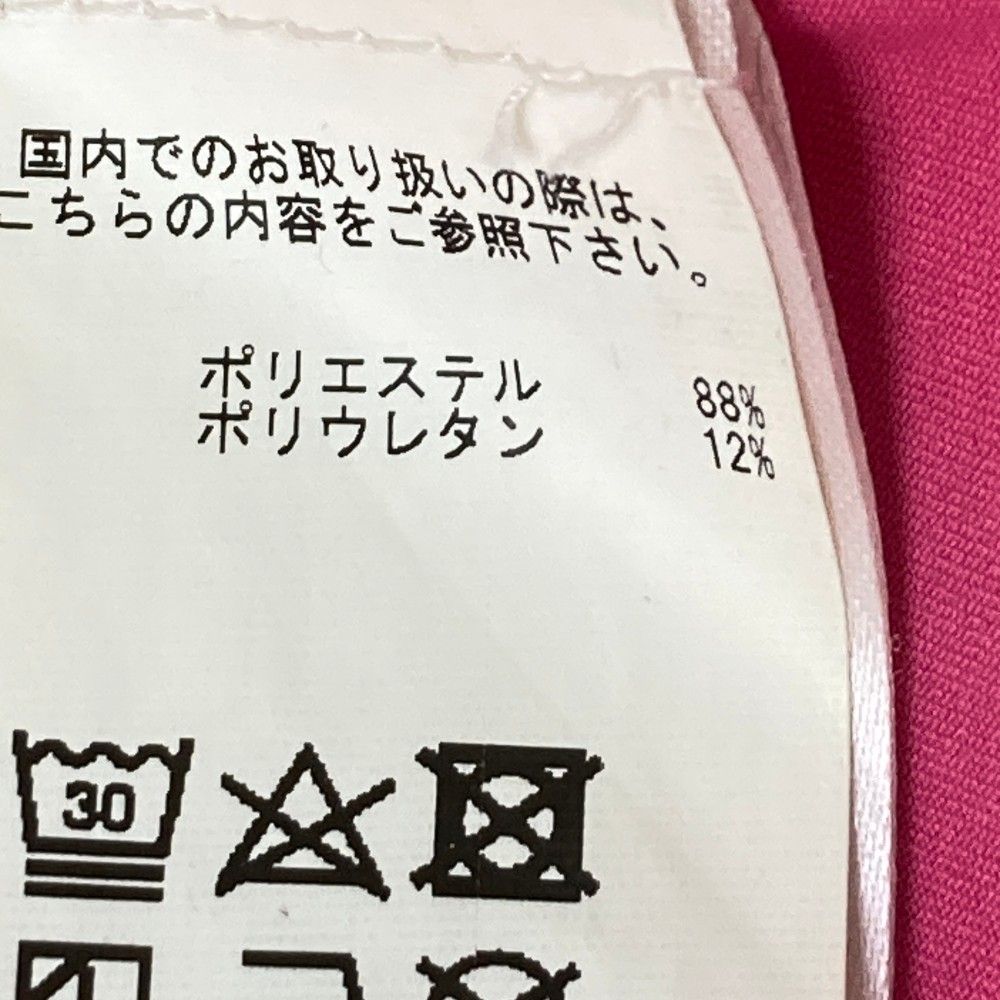 国内でのお取り扱いの際は、
こちらの内容をご参照下さい。
ポリエステル 88%
ポリウレタン 12%
30